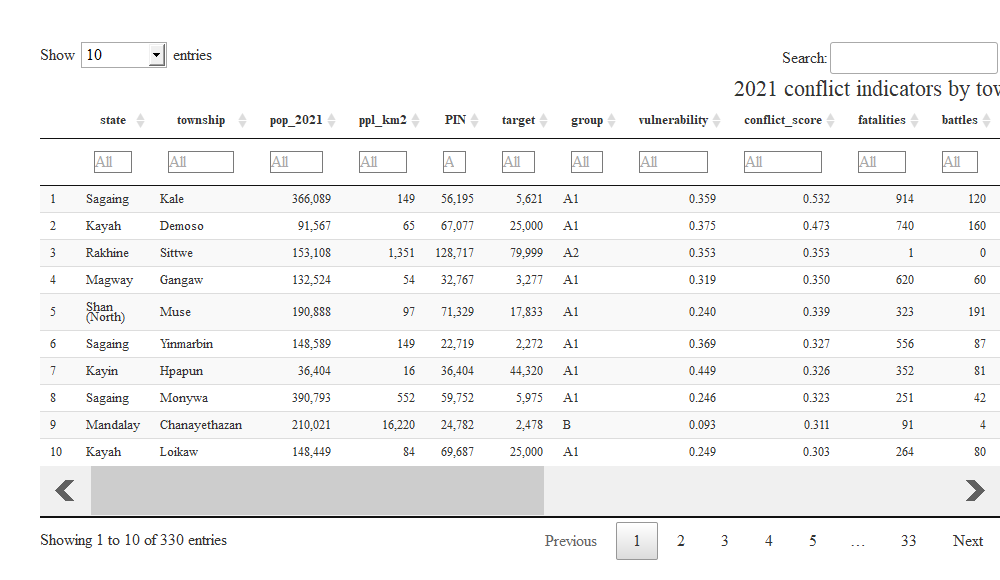 Show 10 entries
Search:
2021 conflict indicators by tow
state township pop_2021 ppl_km2 PIN target group vulnerability conflict_score fatalities battles
All All All All A All All All All All All
1 Sagaing Kale 366,089 149 56,195 5,621 A1 0.359 0.532 914 120
2 Kayah Demoso 91,567 65 67,077 25,000 A1 0.375 0.473 740 160
3 Rakhine Sittwe 153,108 1,351 128,717 79,999 A2 0.353 0.353 1 0
4 Magway Gangaw 132,524 54 32,767 3,277 A1 0.319 0.350 620 60
5 Shan (North) Muse 190,888 97 71,329 17,833 A1 0.240 0.339 323 191
6 Sagaing Yinmarbin 148,589 149 22,719 2,272 A1 0.369 0.327 556 87
7 Kayin Hpapun 36,404 16 36,404 44,320 A1 0.449 0.326 352 81
8 Sagaing Monywa 390,793 552 59,752 5,975 A1 0.246 0.323 251 42
9 Mandalay Chanayethazan 210,021 16,220 24,782 2,478 B 0.093 0.311 91 4
10 Kayah Loikaw 148,449 84 69,687 25,000 A1 0.249 0.303 264 80
Showing 1 to 10 of 330 entries
Previous 1 2 3 4 5 … 33 Next